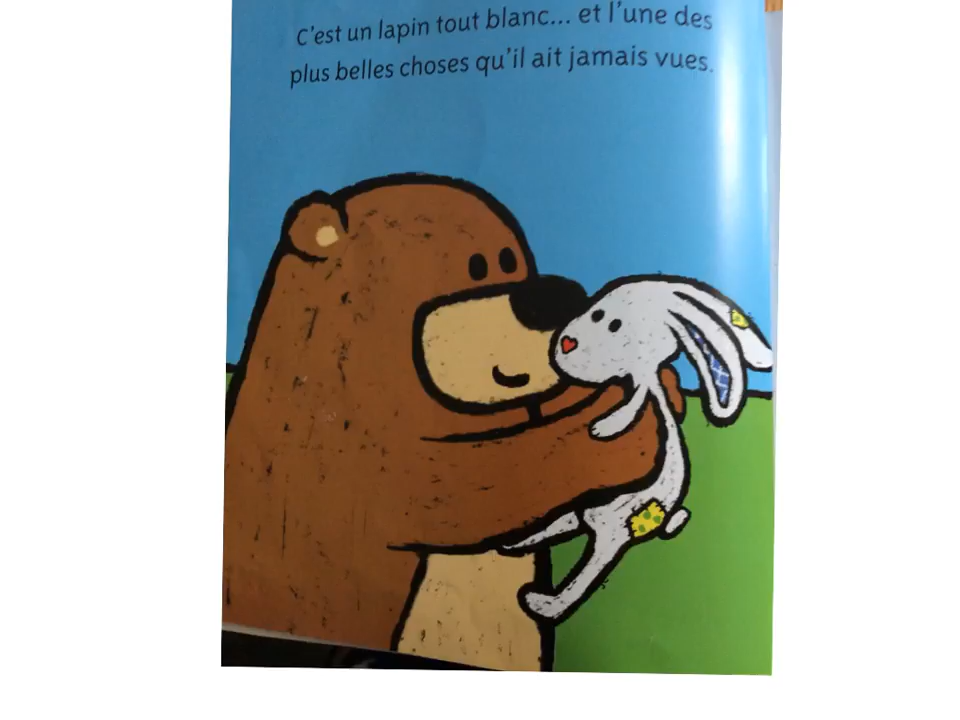 C'est un lapin tout blanc... et l'une des
plus belles choses qu'il ait jamais vues.